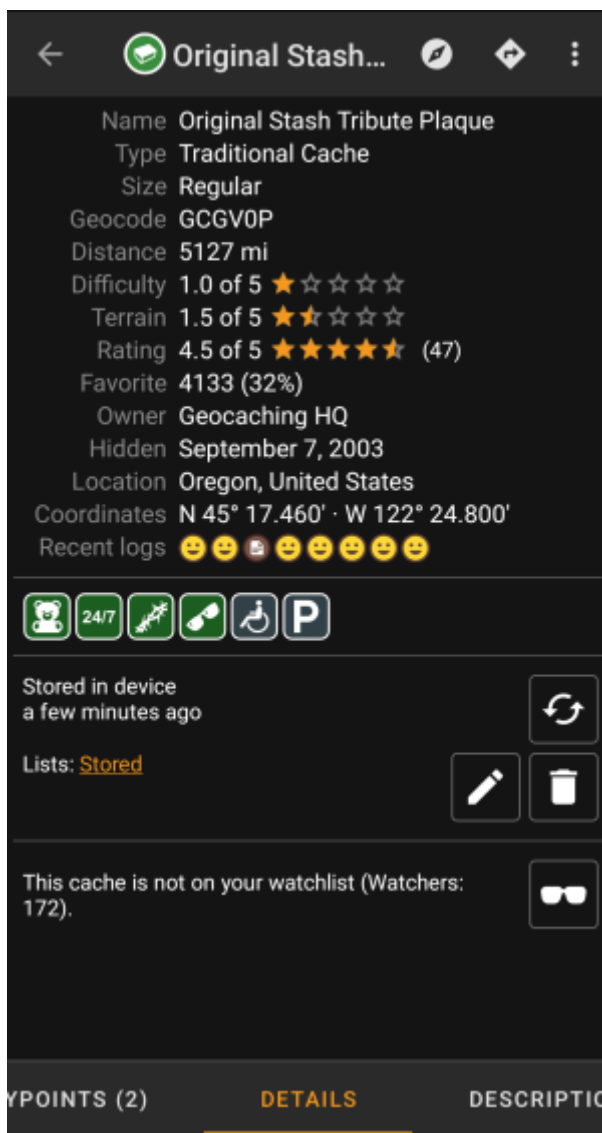 Original Stash...
Name Original Stash Tribute Plaque
Type Traditional Cache
Size Regular
Geocode GCGV0P
Distance 5127 mi
Difficulty 1.0 of 5
Terrain 1.5 of 5
Rating 4.5 of 5 (47)
Favorite 4133 (32%)
Owner Geocaching HQ
Hidden September 7, 2003
Location Oregon, United States
Coordinates N 45° 17.460' · W 122° 24.800'
Recent logs
24/7 P
Stored in device
a few minutes ago
Lists: Stored
This cache is not on your watchlist (Watchers:
172).
YPOINTS (2) DETAILS DESCRIPTIO